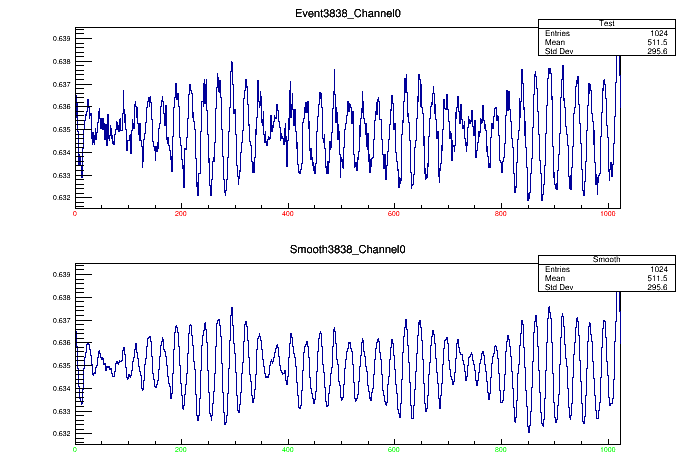 Event3838_Channel0
Test
Entries 1024
Mean 511.5
Std Dev 295.6
0.639
0.638
0.637
0.636
0.635
0.634
0.633
0.632
0 200 400 600 800 1000
Smooth3838_Channel0
Smooth
Entries 1024
Mean 511.5
Std Dev 295.6
0.639
0.638
0.637
0.636
0.635
0.634
0.633
0.632
0 200 400 600 800 1000